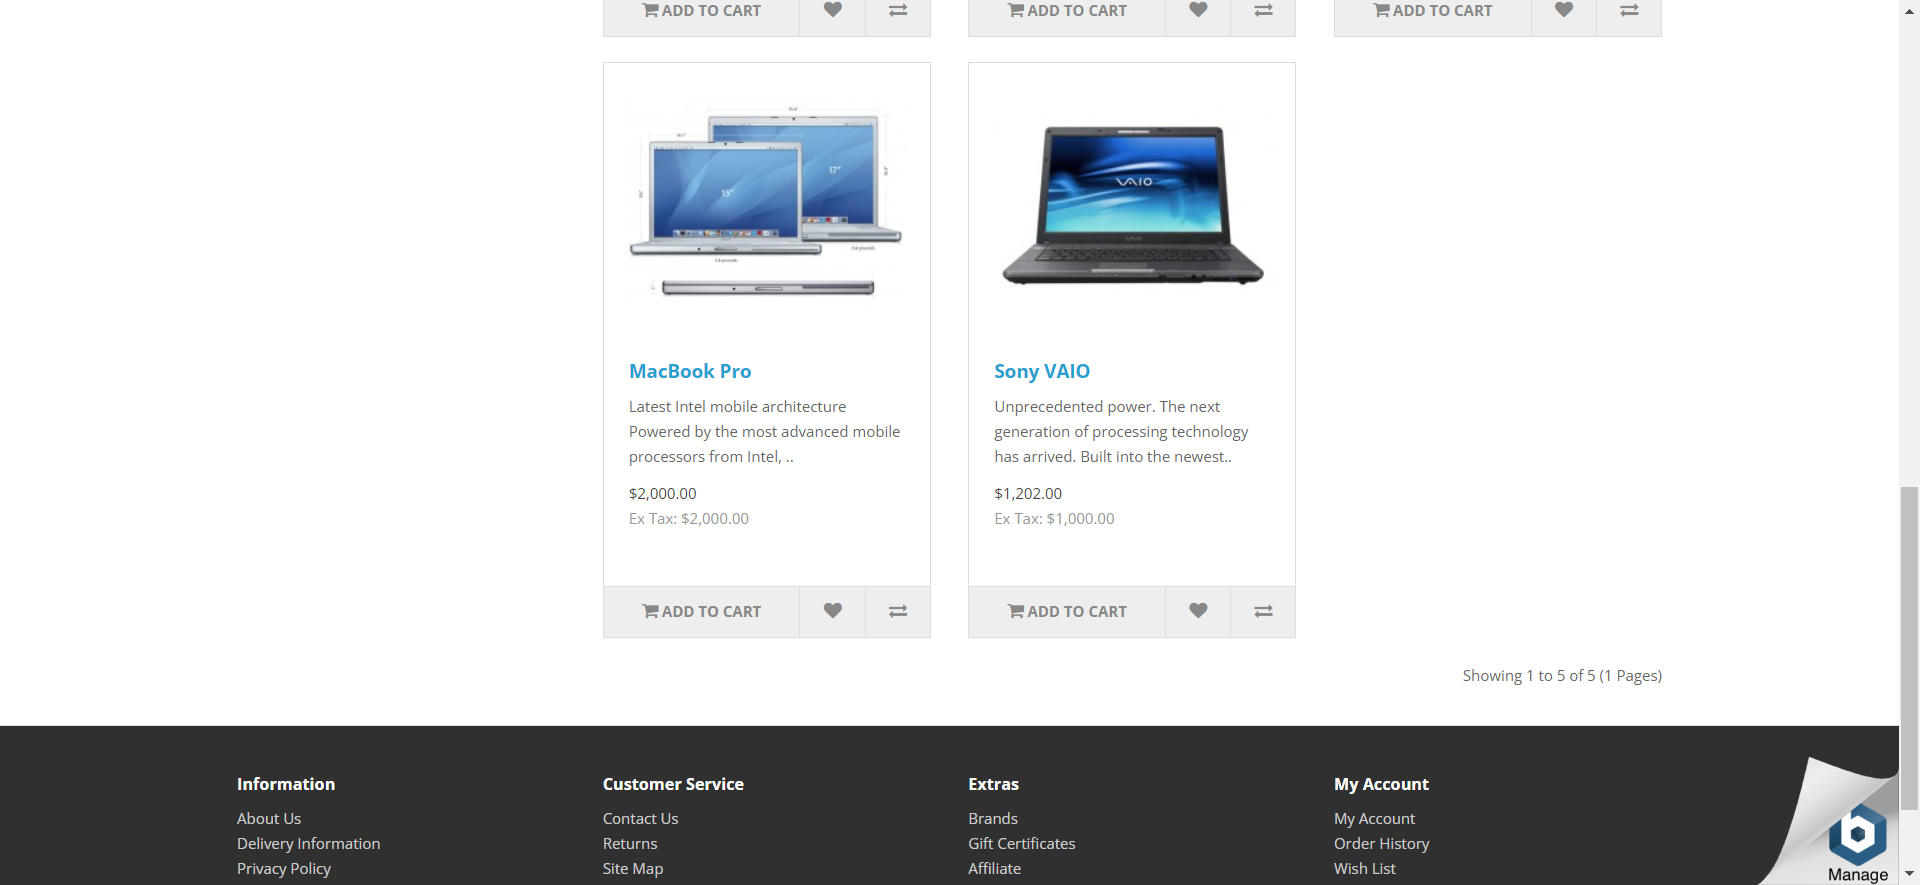 ADD TO CART
ADD TO CART
ADD TO CART
15"
17"
VAIO
MacBook Pro
Latest Intel mobile architecture
Powered by the most advanced mobile
processors from Intel, ..
$2,000.00
Ex Tax: $2,000.00
ADD TO CART
Sony VAIO
Unprecedented power. The next
generation of processing technology
has arrived. Built into the newest..
$1,202.00
Ex Tax: $1,000.00
ADD TO CART
Showing 1 to 5 of 5 (1 Pages)
Information
About Us
Delivery Information
Privacy Policy
Customer Service
Contact Us
Returns
Site Map
Extras
Brands
Gift Certificates
Affiliate
My Account
My Account
Order History
Wish List
b
Manage